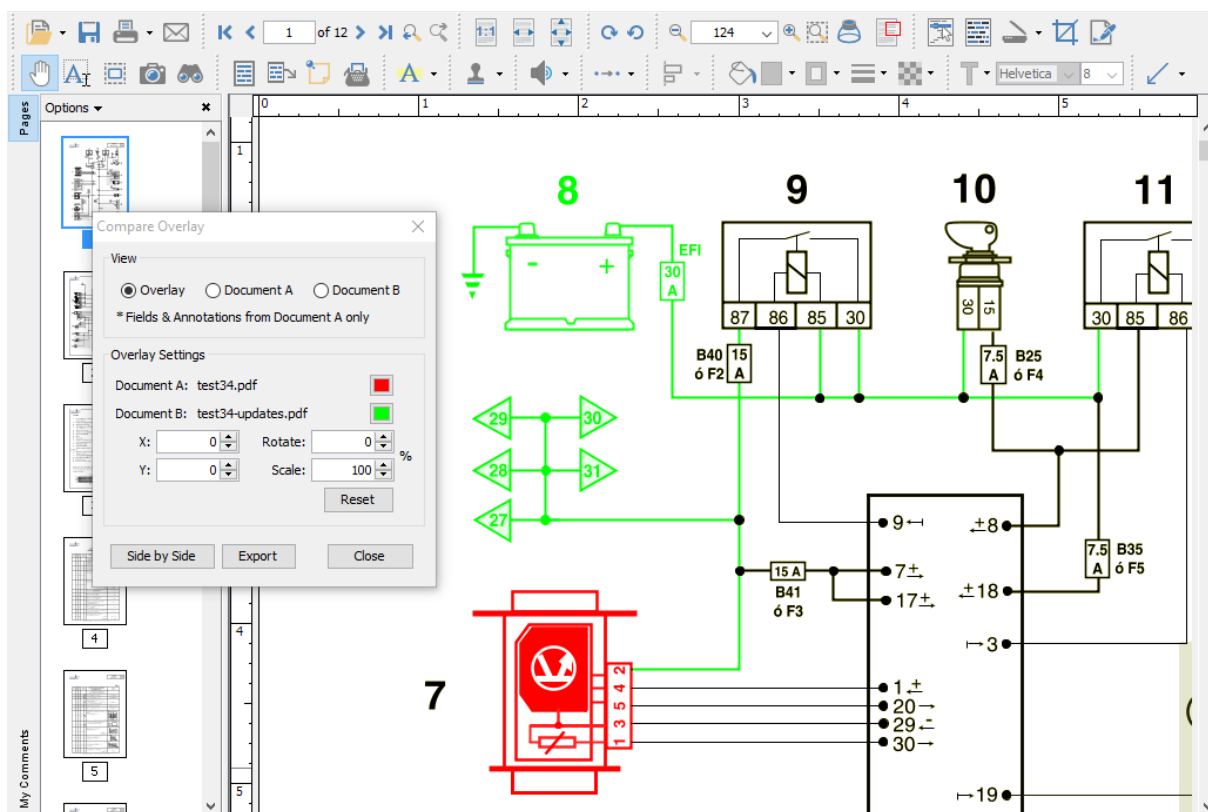 1 of 12 1:1 124
A T Helvetica 8
Pages
Options
0 1 2 3 4 5
1
4
5
Compare Overlay
View
Overlay Document A Document B
* Fields & Annotations from Document A only
Overlay Settings
Document A: test34.pdf
Document B: test34-updates.pdf
X: 0 Rotate: 0
Y: 0 Scale: 100 %
Reset
Side by Side Export Close
4
5
My Comments
8 9 10 11
- +
EFI
30
A
87 86 85 30
30 15
30 85 86
B40 15
ó F2 A
7.5 B25
A ó F4
29 30
28 31
27
9 ±8
15 A
B41
ó F3
7±
17±
7.5 B35
A ó F5
±18
3
7
2
4
5
3
1
1±
20
29-
30
19